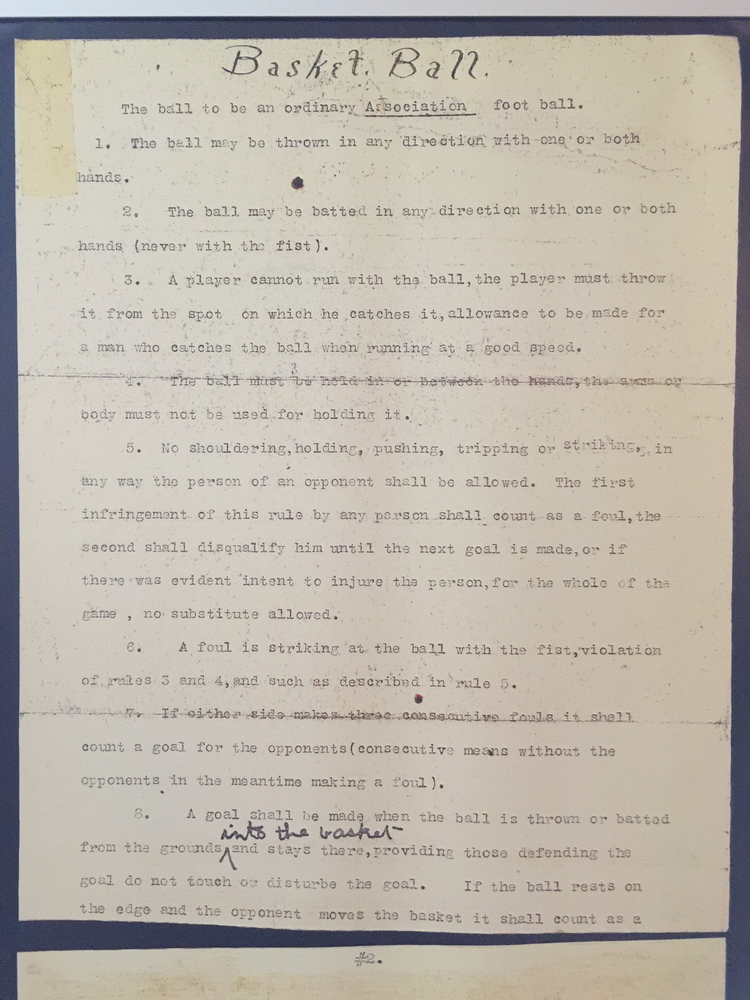 Basket. Ball.
The ball to be an ordinary Association foot ball.
1. The ball may be thrown in any direction with one or both
hands.
2. The ball may be batted in any direction with one or both
hands (never with the fist).
3. A player cannot run with the ball, the player must throw
it from the spot on which he catches it, allowance to be made for
a man who catches the ball when running at a good speed.
4. The ball must be held in or between the hands, the arms or
body must not be used for holding it.
5. No shouldering, holding, pushing, tripping or striking, in
any way the person of an opponent shall be allowed. The first
infringement of this rule by any person shall count as a foul, the
second shall disqualify him until the next goal is made, or if
there was evident intent to injure the person, for the whole of the
game , no substitute allowed.
6. A foul is striking at the ball with the fist, violation
of rules 3 and 4, and such as described in rule 5.
7. If either side makes three consecutive fouls it shall
count a goal for the opponents (consecutive means without the
opponents in the meantime making a foul).
8. A goal shall be made when the ball is thrown or batted
into the basket
from the grounds, and stays there, providing those defending the
goal do not touch or disturbe the goal. If the ball rests on
the edge and the opponent moves the basket it shall count as a
#2.